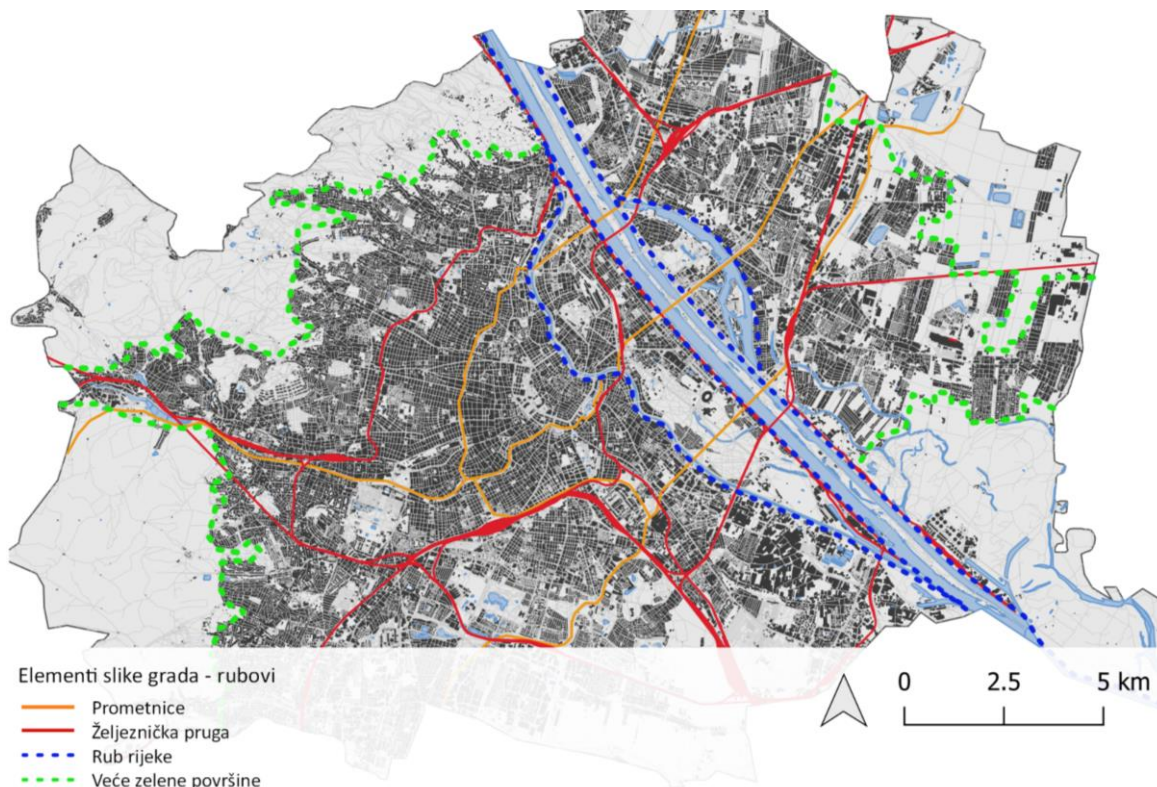 Elementi slike grada - rubovi
Prometnice
Željeznička pruga
Rub rijeke
Veće zelene površine
0 2.5 5 km